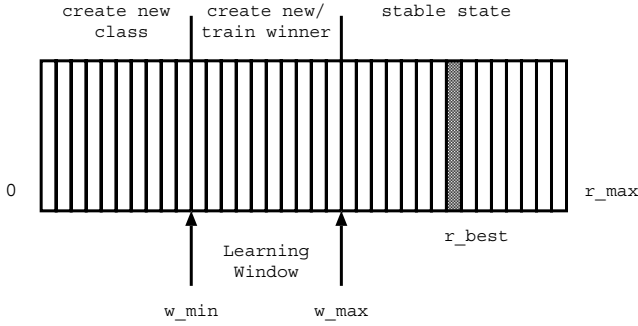 create new class
create new/ train winner
stable state
0
r_max
r_best
Learning Window
w_min
w_max